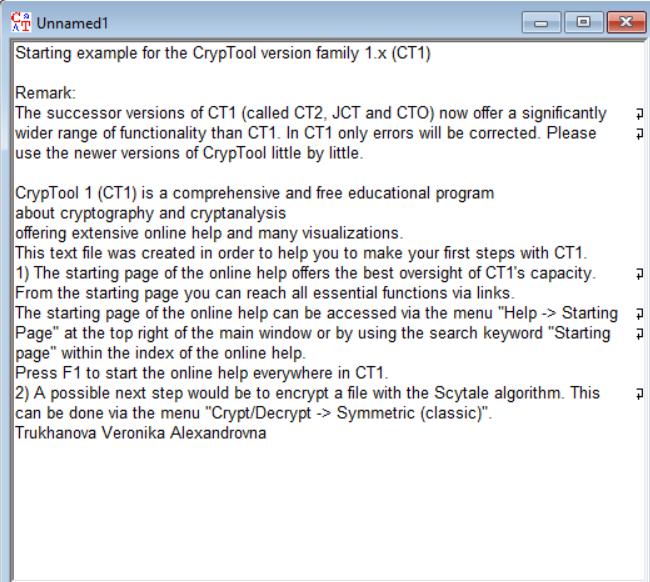 Unnamed1
Starting example for the CrypTool version family 1.x (CT1)
Remark:
The successor versions of CT1 (called CT2, JCT and CTO) now offer a significantly
wider range of functionality than CT1. In CT1 only errors will be corrected. Please
use the newer versions of CrypTool little by little.
CrypTool 1 (CT1) is a comprehensive and free educational program
about cryptography and cryptanalysis
offering extensive online help and many visualizations.
This text file was created in order to help you to make your first steps with CT1.
1) The starting page of the online help offers the best oversight of CT1's capacity.
From the starting page you can reach all essential functions via links.
The starting page of the online help can be accessed via the menu "Help -> Starting
Page" at the top right of the main window or by using the search keyword "Starting
page" within the index of the online help.
Press F1 to start the online help everywhere in CT1.
2) A possible next step would be to encrypt a file with the Scytale algorithm. This
can be done via the menu "Crypt/Decrypt -> Symmetric (classic)".
Trukhanova Veronika Alexandrovna